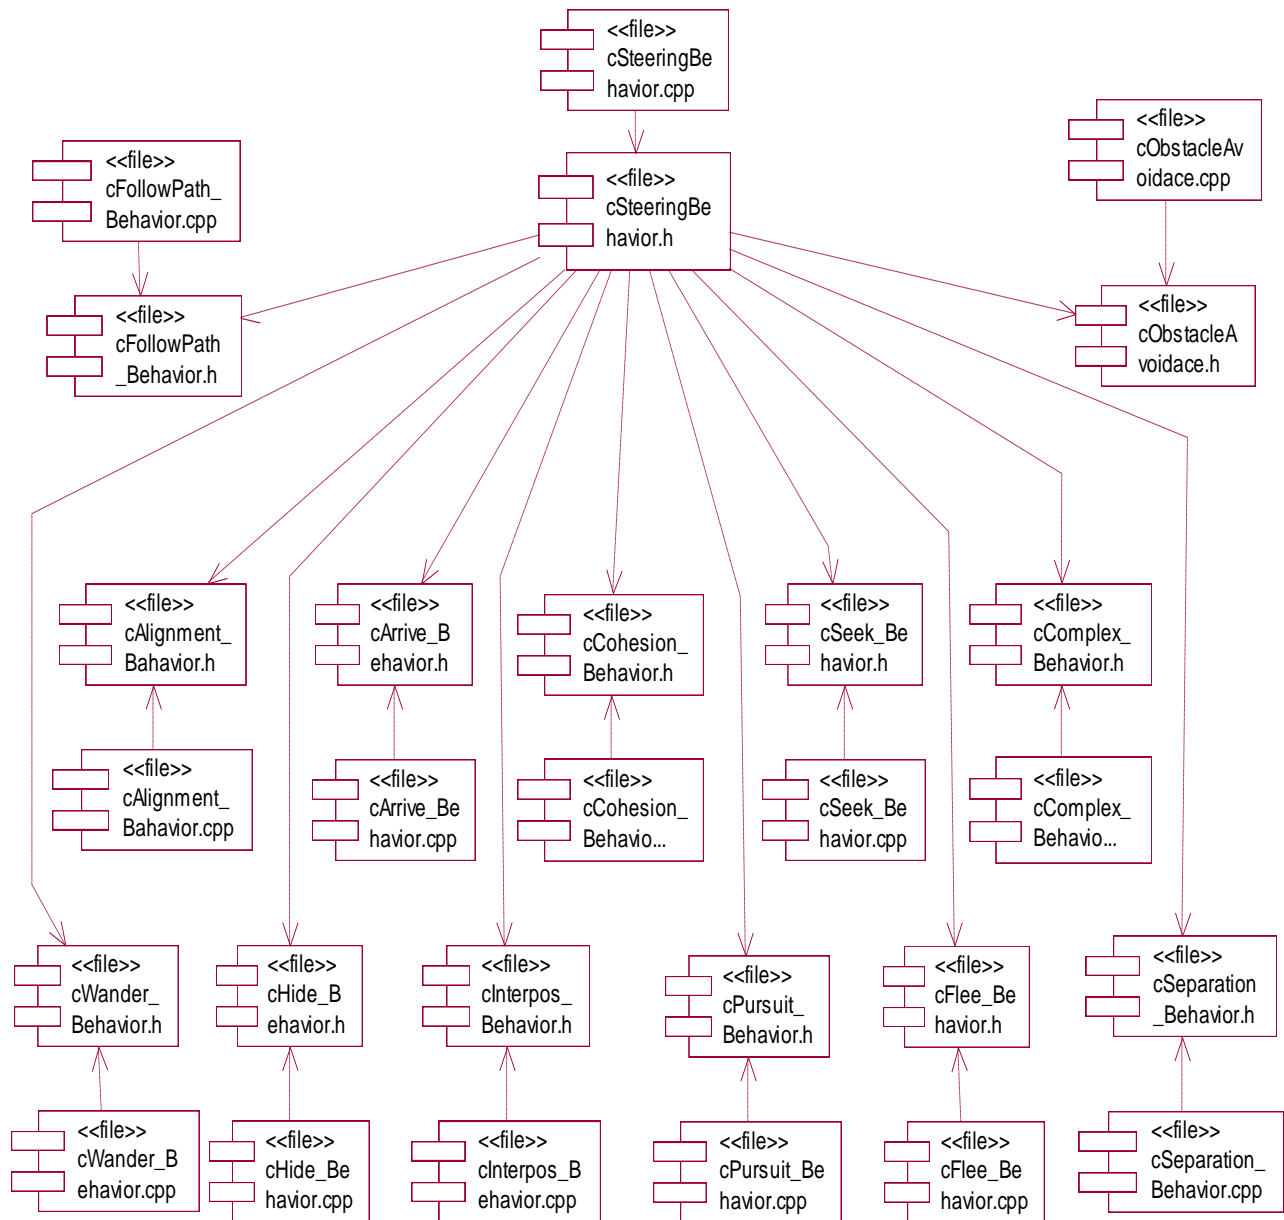 <<file>>
cSteeringBe
havior.cpp
<<file>>
cObstacleAv
oidace.cpp
<<file>>
cFollowPath_
Behavior.cpp
<<file>>
cSteeringBe
havior.h
<<file>>
cObstacleA
voidace.h
<<file>>
cFollowPath
_Behavior.h
<<file>>
cAlignment_
Bahavior.h
<<file>>
cArrive_B
ehavior.h
<<file>>
cCohesion_
Behavior.h
<<file>>
cSeek_Be
havior.h
<<file>>
cComplex_
Behavior.h
<<file>>
cAlignment_
Bahavior.cpp
<<file>>
cArrive_Be
havior.cpp
<<file>>
cCohesion_
Behavio...
<<file>>
cSeek_Be
havior.cpp
<<file>>
cComplex_
Behavio...
<<file>>
cWander_
Behavior.h
<<file>>
cHide_B
ehavior.h
<<file>>
cInterpos_
Behavior.h
<<file>>
cPursuit_
Behavior.h
<<file>>
cFlee_Be
havior.h
<<file>>
cSeparation
_Behavior.h
<<file>>
cWander_B
ehavior.cpp
<<file>>
cHide_Be
havior.cpp
<<file>>
cInterpos_B
ehavior.cpp
<<file>>
cPursuit_Be
havior.cpp
<<file>>
cFlee_Be
havior.cpp
<<file>>
cSeparation_
Behavior.cpp